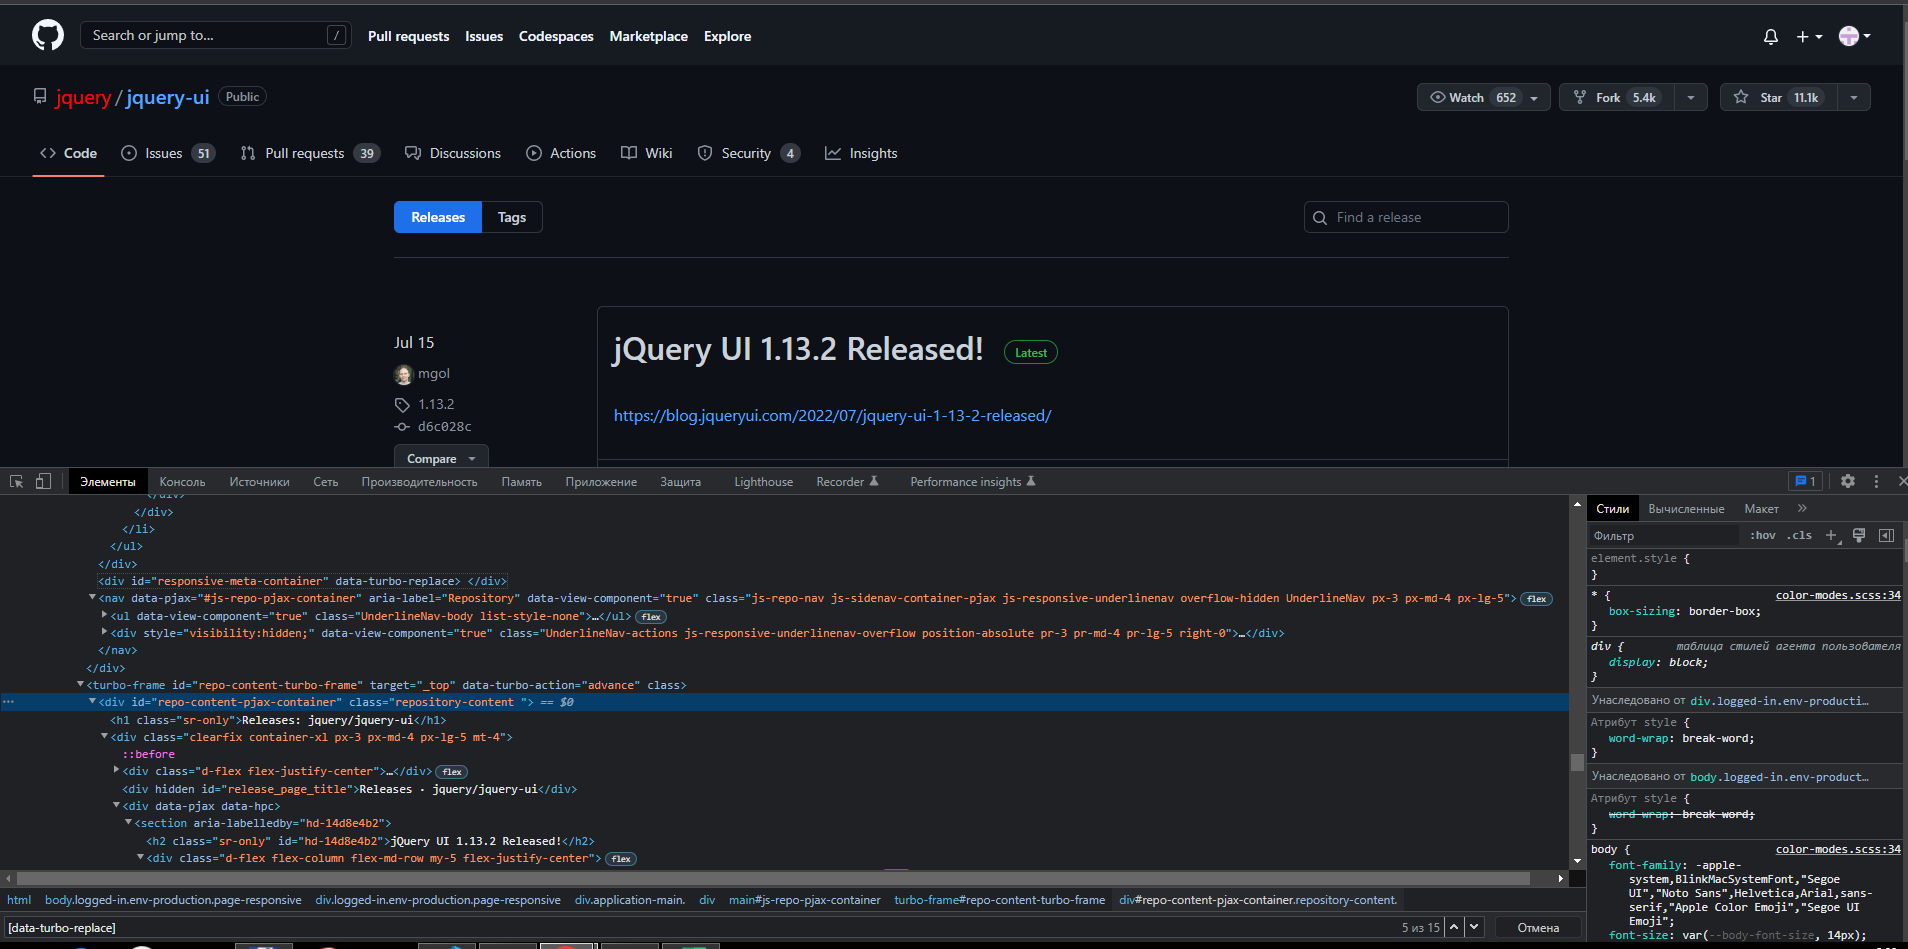 Search or jump to... /
Pull requests Issues Codespaces Marketplace Explore
jquery / jquery-ui Public
Watch 652 Fork 5.4k Star 11.1k
Code Issues 51 Pull requests 39 Discussions Actions Wiki Security 4 Insights
Releases Tags Find a release
Jul 15
mgol
1.13.2
d6c028c
Compare
jQuery UI 1.13.2 Released! Latest
https://blog.jqueryui.com/2022/07/jquery-ui-1-13-2-released/
Элементы Консоль Источники Сеть Производительность Память Приложение Защита Lighthouse Recorder Performance insights 1
</div>
</div>
</li>
</ul>
</div>
<div id="responsive-meta-container" data-turbo-replace> </div>
<nav data-pjax="#js-repo-pjax-container" aria-label="Repository" data-view-component="true" class="js-repo-nav js-sidenav-container-pjax js-responsive-underlinenav overflow-hidden UnderlineNav px-3 px-md-4 px-lg-5"> flex
<ul data-view-component="true" class="UnderlineNav-body list-style-none">…</ul> flex
<div style="visibility:hidden;" data-view-component="true" class="UnderlineNav-actions js-responsive-underlinenav-overflow position-absolute pr-3 pr-md-4 pr-lg-5 right-0">…</div>
</nav>
</div>
<turbo-frame id="repo-content-turbo-frame" target="_top" data-turbo-action="advance" class>
<div id="repo-content-pjax-container" class="repository-content "> == $0
<h1 class="sr-only">Releases: jquery/jquery-ui</h1>
<div class="clearfix container-xl px-3 px-md-4 px-lg-5 mt-4">
::before
<div class="d-flex flex-justify-center">…</div> flex
<div hidden id="release_page_title">Releases · jquery/jquery-ui</div>
<div data-pjax data-hpc>
<section aria-labelledby="hd-14d8e4b2">
<h2 class="sr-only" id="hd-14d8e4b2">jQuery UI 1.13.2 Released!</h2>
<div class="d-flex flex-column flex-md-row my-5 flex-justify-center"> flex
html body.logged-in.env-production.page-responsive div.logged-in.env-production.page-responsive div.application-main. div main#js-repo-pjax-container turbo-frame#repo-content-turbo-frame div#repo-content-pjax-container.repository-content.
[data-turbo-replace] 5 из 15 Отмена
Стили Вычисленные Макет »
Фильтр :hov .cls +
element.style {
}
* { color-modes.scss:34
box-sizing: border-box;
}
div { таблица стилей агента пользователя
display: block;
}
Унаследовано от div.logged-in.env-producti…
Атрибут style {
word-wrap: break-word;
}
Унаследовано от body.logged-in.env-product…
Атрибут style {
word-wrap: break-word;
}
body { color-modes.scss:34
font-family: -apple-
system,BlinkMacSystemFont,"Segoe
UI","Noto Sans",Helvetica,Arial,sans-
serif,"Apple Color Emoji","Segoe UI
Emoji";
font-size: var(--body-font-size, 14px);